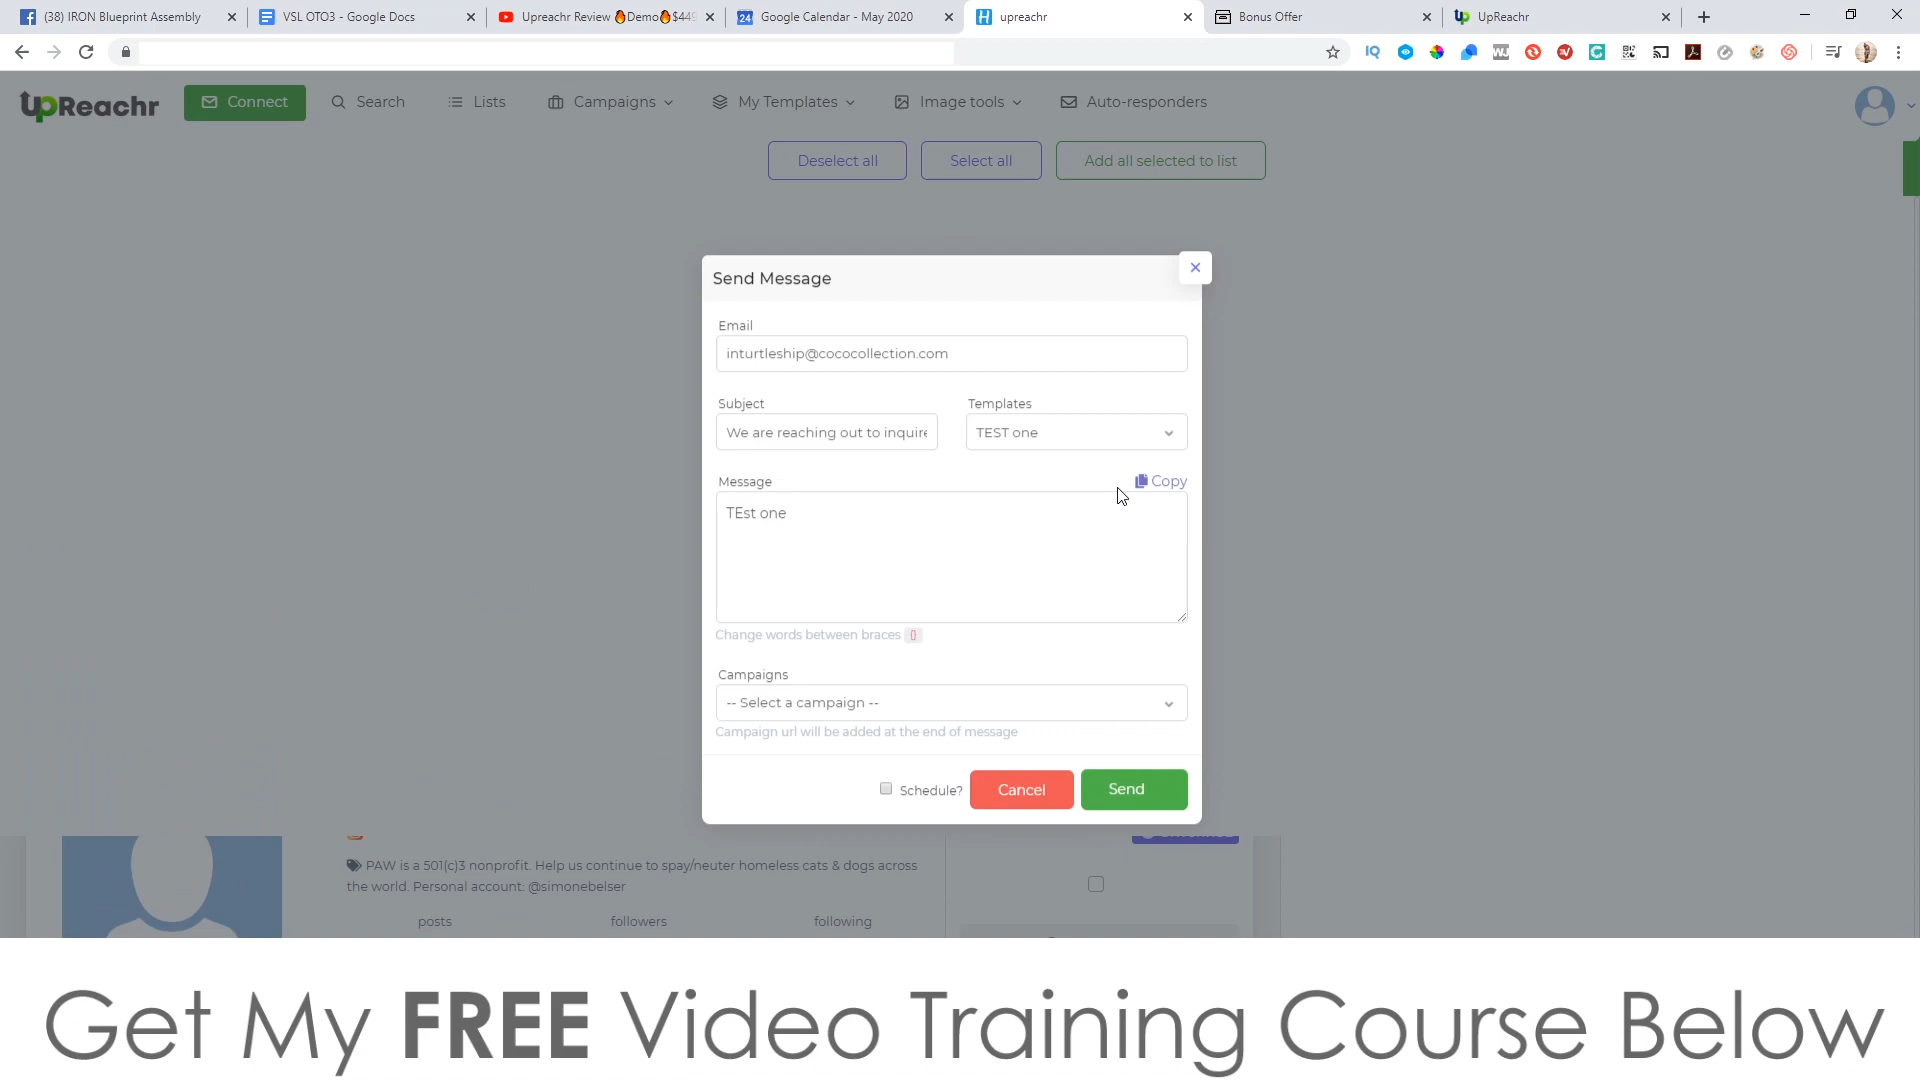 (38) IRON Blueprint Assembly
VSL OTO3 - Google Docs
Upreachr Review 🔥Demo🔥$449
Google Calendar - May 2020
upreachr
Bonus Offer
UpReachr
UpReachr
Connect
Search
Lists
Campaigns
My Templates
Image tools
Auto-responders
Deselect all
Select all
Add all selected to list
Send Message
Email
inturtleship@cococollection.com
Subject
Templates
We are reaching out to inquire
TEST one
Message
Copy
TEst one
Change words between braces {}
Campaigns
-- Select a campaign --
Campaign url will be added at the end of message
Schedule?
Cancel
Send
PAW is a 501(c)3 nonprofit. Help us continue to spay/neuter homeless cats & dogs across
the world. Personal account: @simonebelser
posts
followers
following
Get My FREE Video Training Course Below